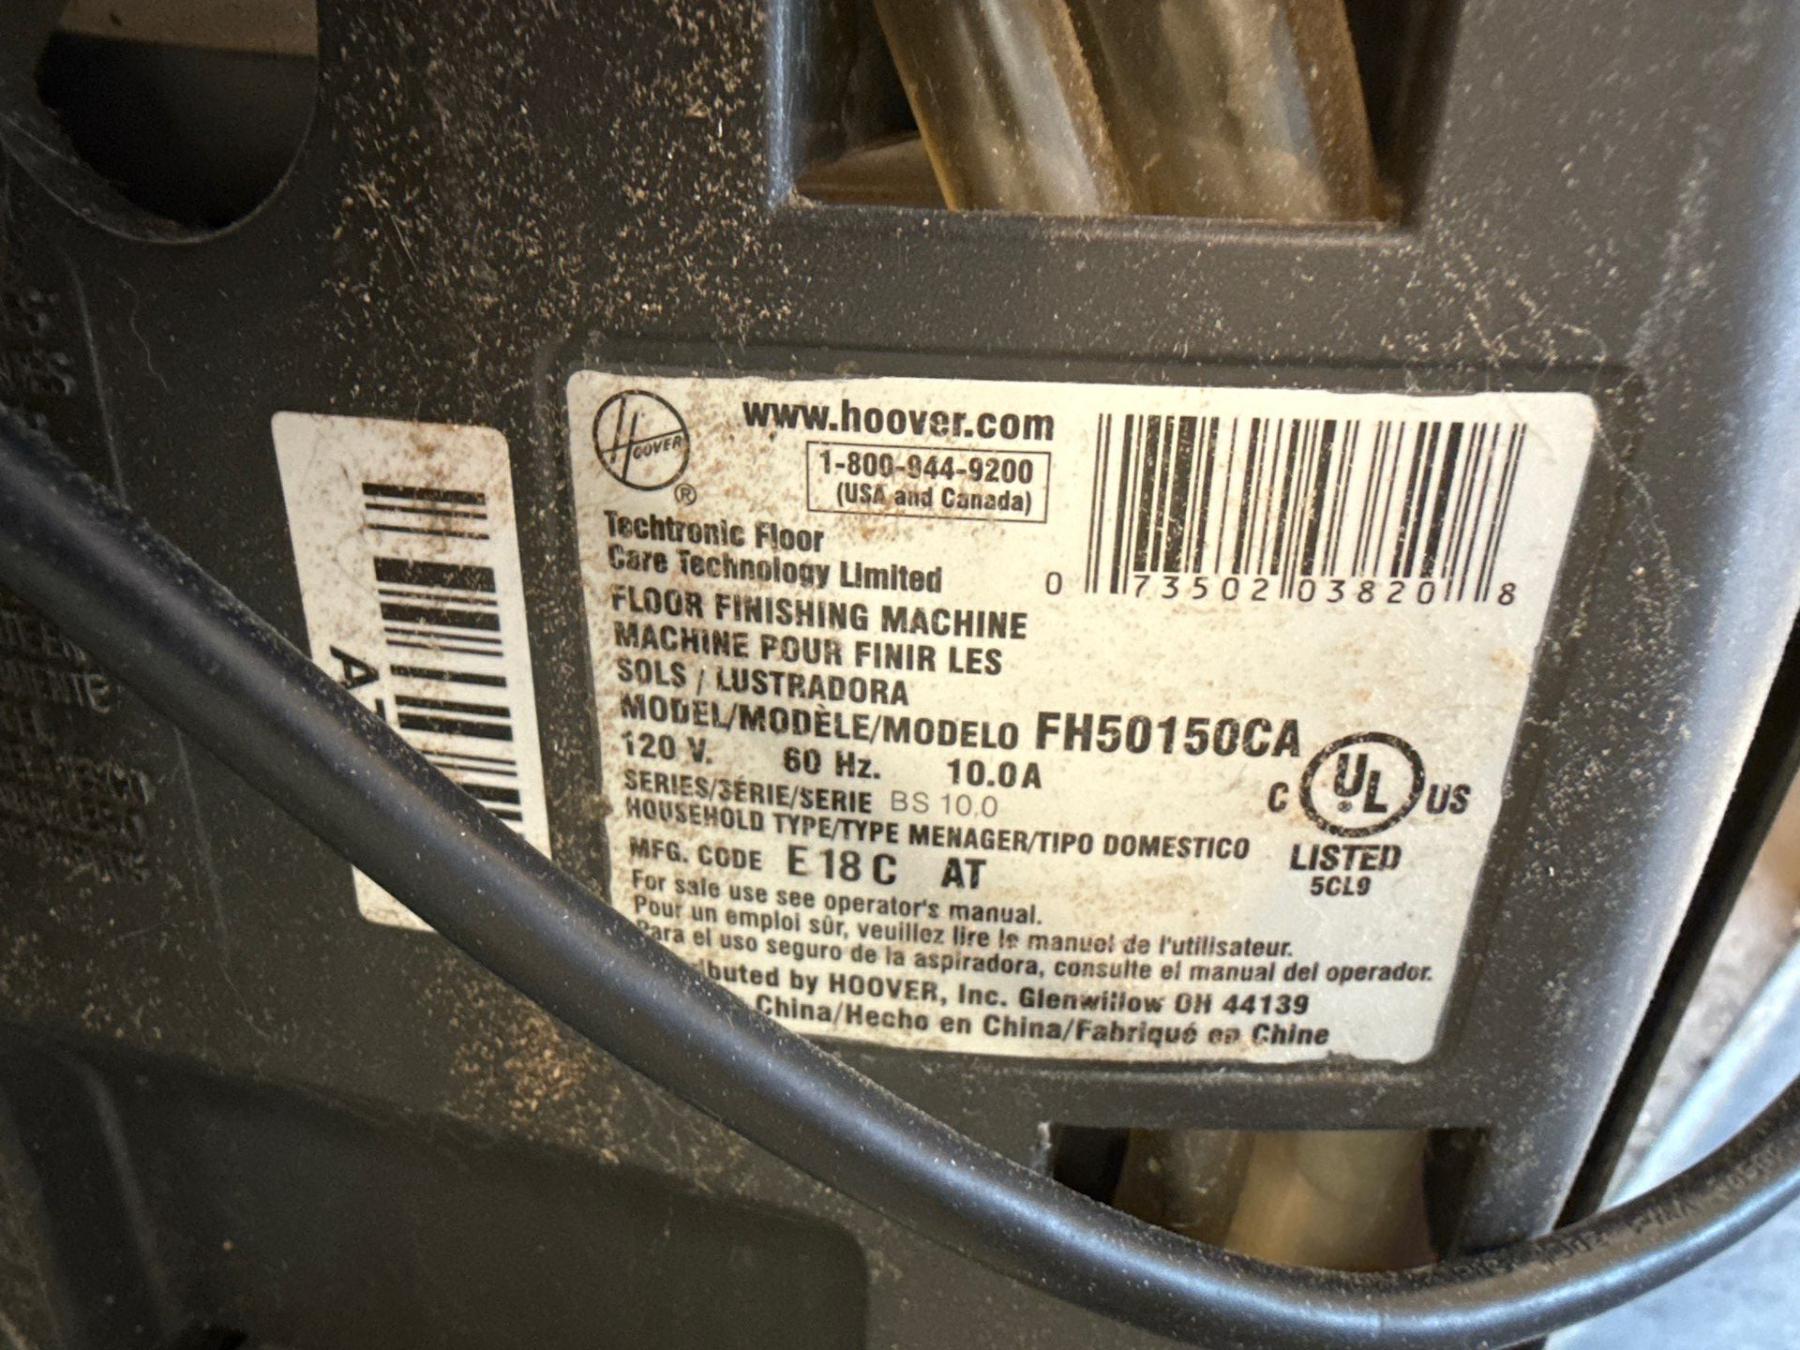 HOOVER
®
www.hoover.com
1-800-944-9200
(USA and Canada)
Techtronic Floor
Care Technology Limited
0 73502 03820 8
FLOOR FINISHING MACHINE
MACHINE POUR FINIR LES
SOLS / LUSTRADORA
MODEL/MODÈLE/MODELO FH50150CA
120 V. 60 Hz. 10.0A
SERIES/SÉRIE/SERIE BS 10.0
HOUSEHOLD TYPE/TYPE MENAGER/TIPO DOMESTICO
MFG. CODE E 18 C AT
C UL ® US
LISTED
5CL9
For safe use see operator's manual.
Pour un emploi sûr, veuillez lire le manuel de l'utilisateur.
Para el uso seguro de la aspiradora, consulte el manual del operador.
buted by HOOVER, Inc. Glenwillow OH 44139
China/Hecho en China/Fabriqué en Chine
A